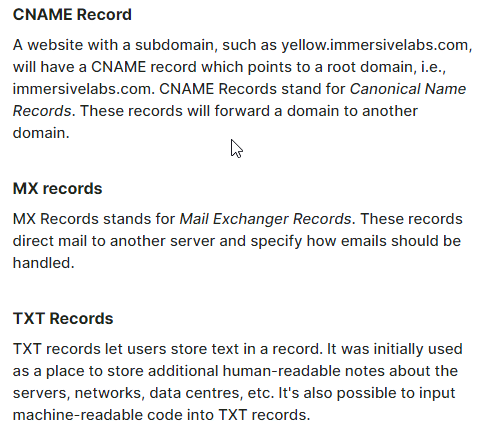 CNAME Record
A website with a subdomain, such as yellow.immersivelabs.com,
will have a CNAME record which points to a root domain, i.e.,
immersivelabs.com. CNAME Records stand for Canonical Name
Records. These records will forward a domain to another
domain.
MX records
MX Records stands for Mail Exchanger Records. These records
direct mail to another server and specify how emails should be
handled.
TXT Records
TXT records let users store text in a record. It was initially used
as a place to store additional human-readable notes about the
servers, networks, data centres, etc. It's also possible to input
machine-readable code into TXT records.